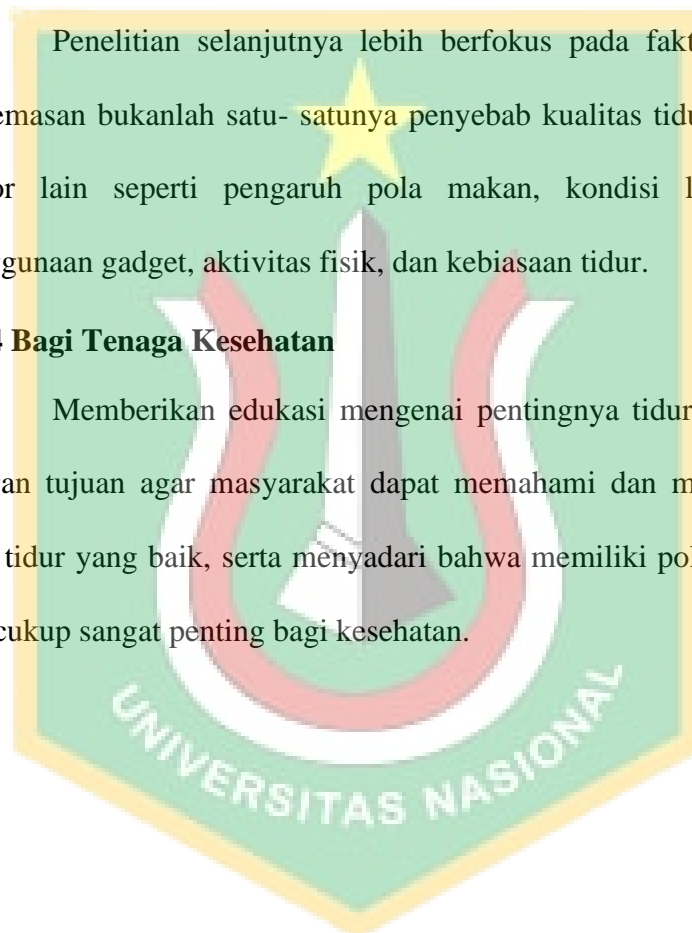 Penelitian selanjutnya lebih berfokus pada fakt
emasan bukanlah satu- satunya penyebab kualitas tidu
or lain seperti pengaruh pola makan, kondisi l
ggunaan gadget, aktivitas fisik, dan kebiasaan tidur.
4 Bagi Tenaga Kesehatan
Memberikan edukasi mengenai pentingnya tidur
an tujuan agar masyarakat dapat memahami dan m
tidur yang baik, serta menyadari bahwa memiliki pol
cukup sangat penting bagi kesehatan.
UNIVERSITAS NASIONAL